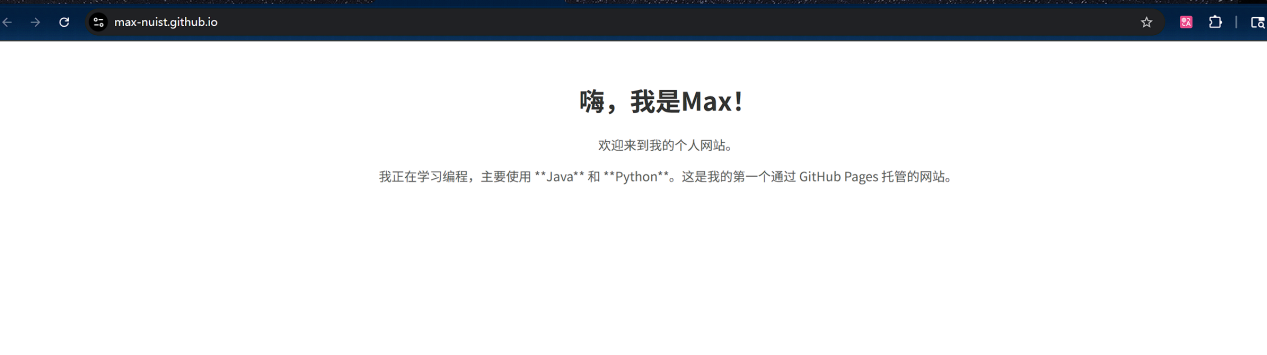 max-nuist.github.io
嗨，我是Max！
欢迎来到我的个人网站。
我正在学习编程，主要使用 **Java** 和 **Python**。这是我的第一个通过 GitHub Pages 托管的网站。